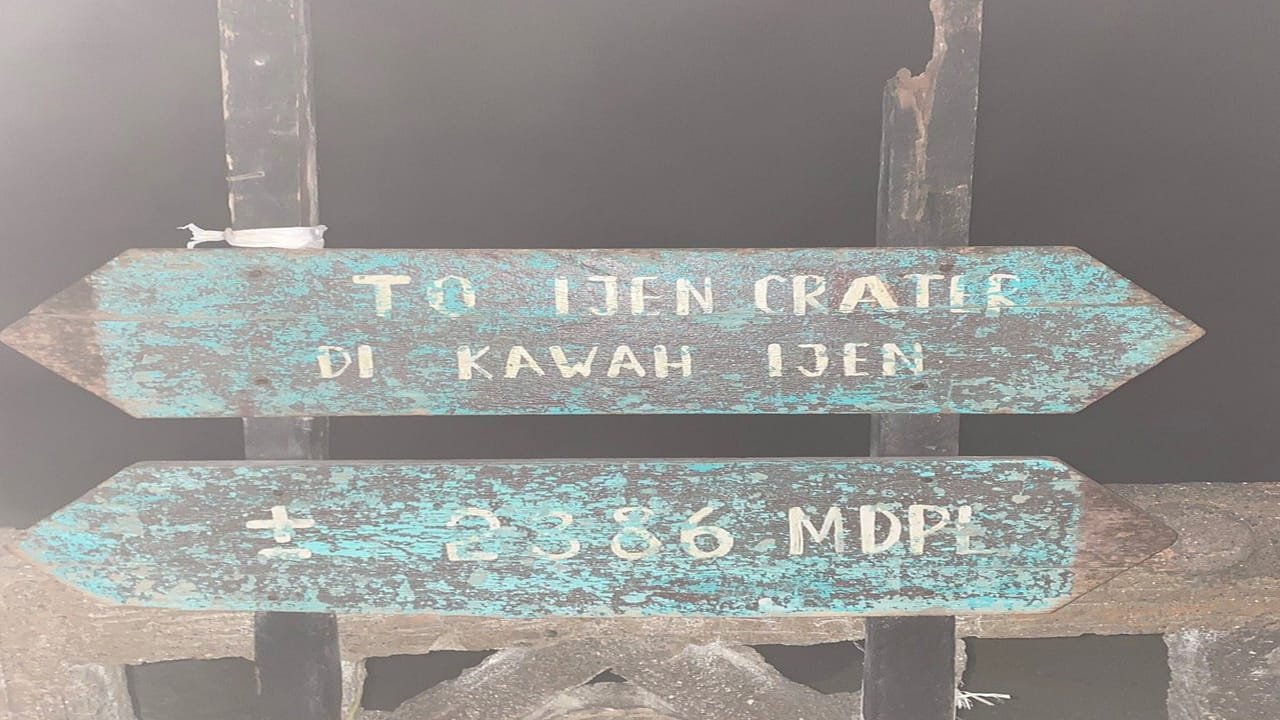 TO IJEN CRATER
DI KAWAH IJEN
± 2386 MDPL